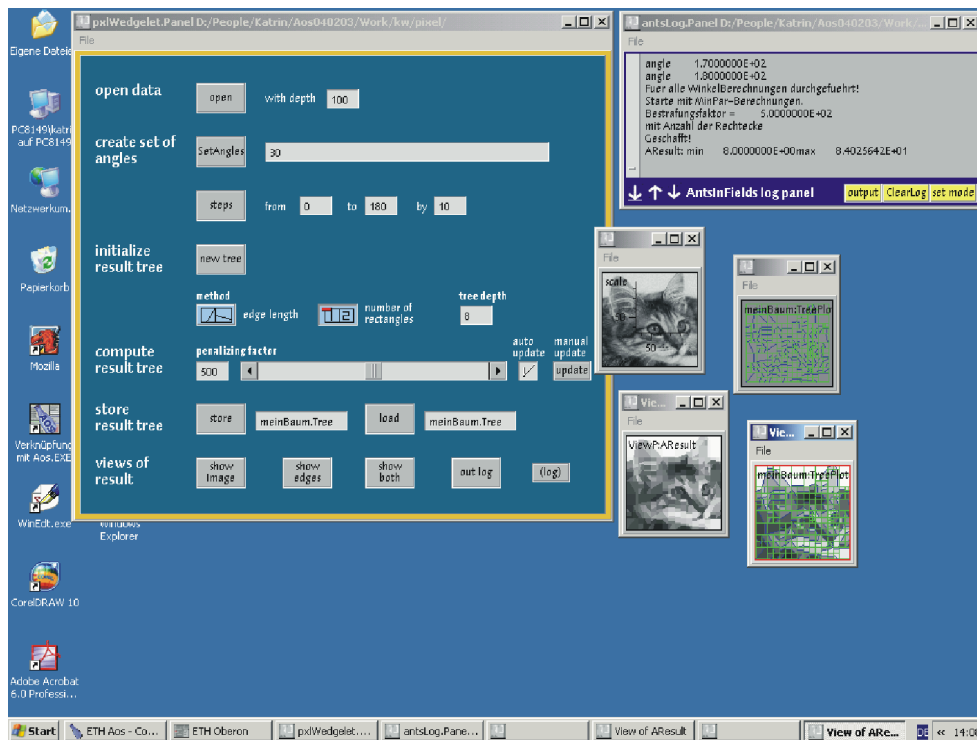 Eigene Dateie
PC8149\katri
auf PC8149
Netzwerkum.
Papierkorb
Mozilla
Verknüpfung
mit Aos.EXE
WinEdt.exe
Windows
Explorer
CorelDRAW 10
Adobe Acrobat
6.0 Professi...
pxlWedgelet.Panel D:/People/Katrin/Aos040203/Work/kw/pixel/
File
open data
open
with depth
100
create set of
angles
SetAngles
30
steps
from
0
to
180
by
10
initialize
result tree
new tree
method
edge length
number of
rectangles
tree depth
8
compute
result tree
penalizing factor
500
auto
update
manual
update
update
store
result tree
store
meinBaum.Tree
load
meinBaum.Tree
views of
result
show
image
show
edges
show
both
out log
(log)
antsLog.Panel D:/People/Katrin/Aos040203/Work/...
File
angle 1.7000000E+02
angle 1.8000000E+02
Fuer alle WinkelBerechnungen durchgefuehrt!
Starte mit MinPar-Berechnungen.
Bestrafungsfaktor = 5.0000000E+02
mit Anzahl der Rechtecke
Geschafft!
AResult: min 8.0000000E+00max 8.4025642E+01
AntsInFields log panel
output
ClearLog
set mode
File
scale
50
50
File
meinBaum:TreePlot
Vie...
File
ViewP:AResult
Vie...
File
meinBaum:TreePlot
Start
ETH Aos - Co...
ETH Oberon
pxlWedgelet....
antsLog.Pane...
View of AResult
View of ARe...
DE
«